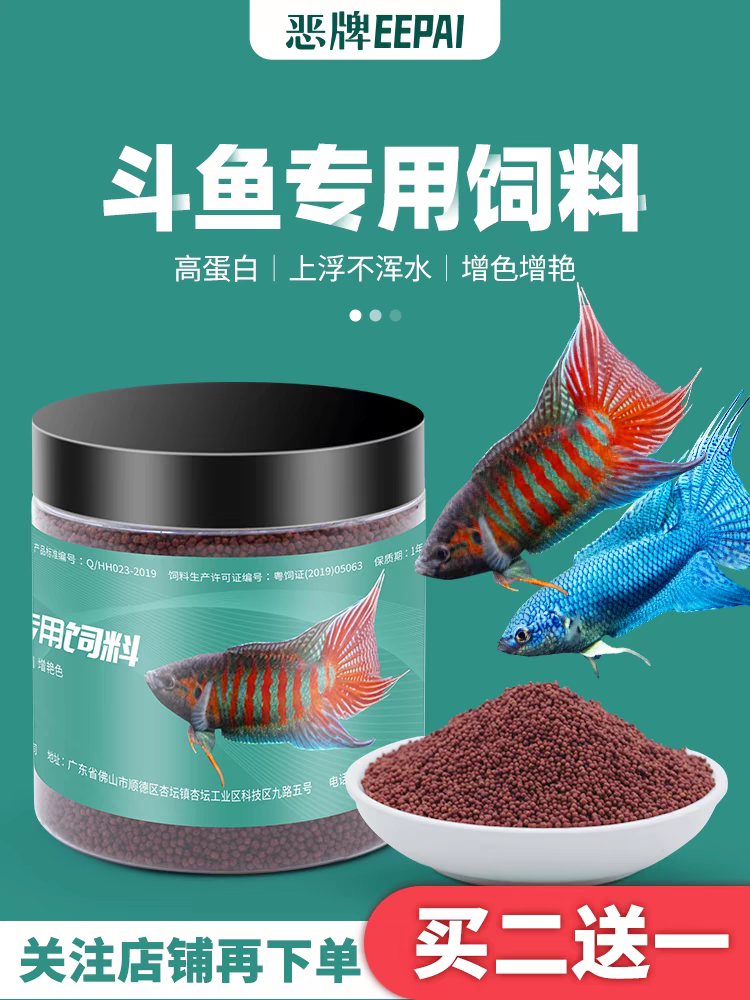 恶牌EEPAI
斗鱼专用饲料
高蛋白｜上浮不浑水｜增色增艳
产品标准编号：Q/HH023-2019 饲料生产许可证编号：粤饲证(2019)05063 保质期：1年
专用饲料
增艳色
地址：广东省佛山市顺德区杏坛镇杏坛工业区科技区九路五号 电话
关注店铺再下单
买二送一